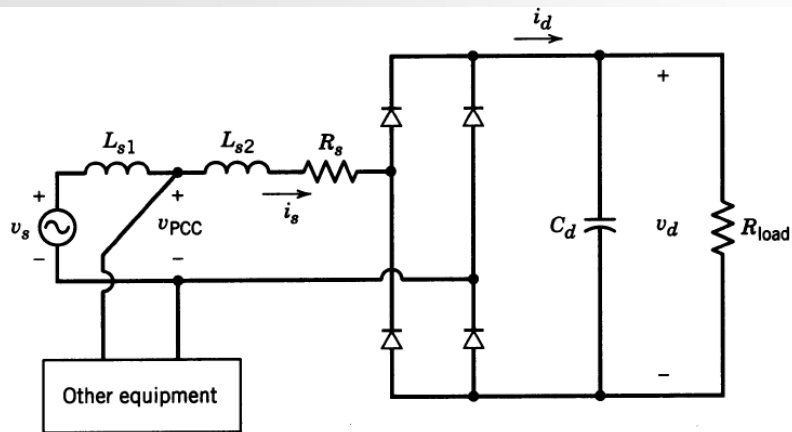 i_d
+
L_s1
L_s2
R_s
+
+
v_s
v_PCC
i_s
C_d
v_d
R_load
−
−
−
Other equipment